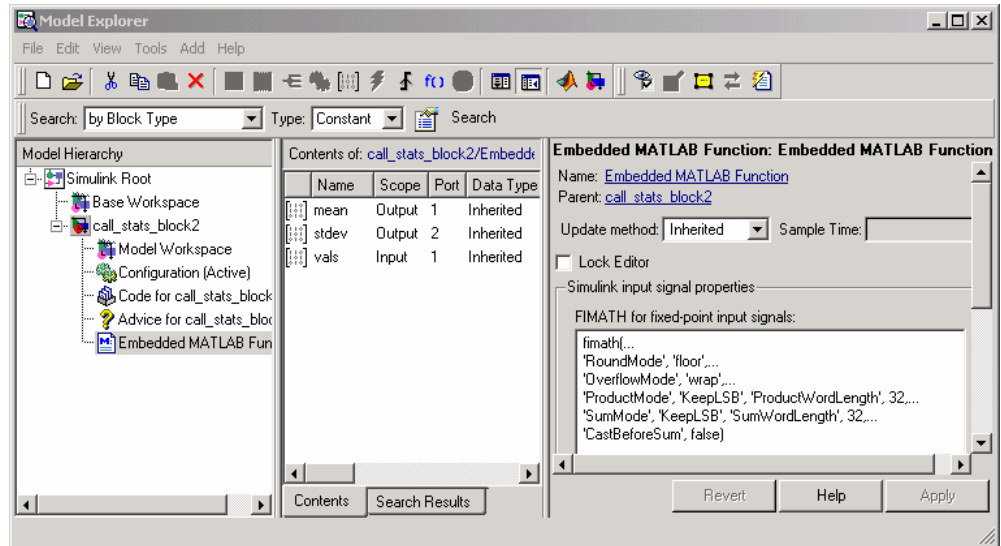 Model Explorer
File Edit View Tools Add Help
Search: by Block Type Type: Constant Search
Model Hierarchy
Simulink Root
Base Workspace
call_stats_block2
Model Workspace
Configuration (Active)
Code for call_stats_block
Advice for call_stats_bloc
Embedded MATLAB Fun
Contents of: call_stats_block2/Embedde
Name Scope Port Data Type
mean Output 1 Inherited
stdev Output 2 Inherited
vals Input 1 Inherited
Contents Search Results
Embedded MATLAB Function: Embedded MATLAB Function
Name: Embedded MATLAB Function
Parent: call_stats_block2
Update method: Inherited Sample Time:
Lock Editor
Simulink input signal properties
FIMATH for fixed-point input signals:
fimath(...
'RoundMode', 'floor',...
'OverflowMode', 'wrap',...
'ProductMode', 'KeepLSB', 'ProductWordLength', 32,...
'SumMode', 'KeepLSB', 'SumWordLength', 32,...
'CastBeforeSum', false)
Revert Help Apply